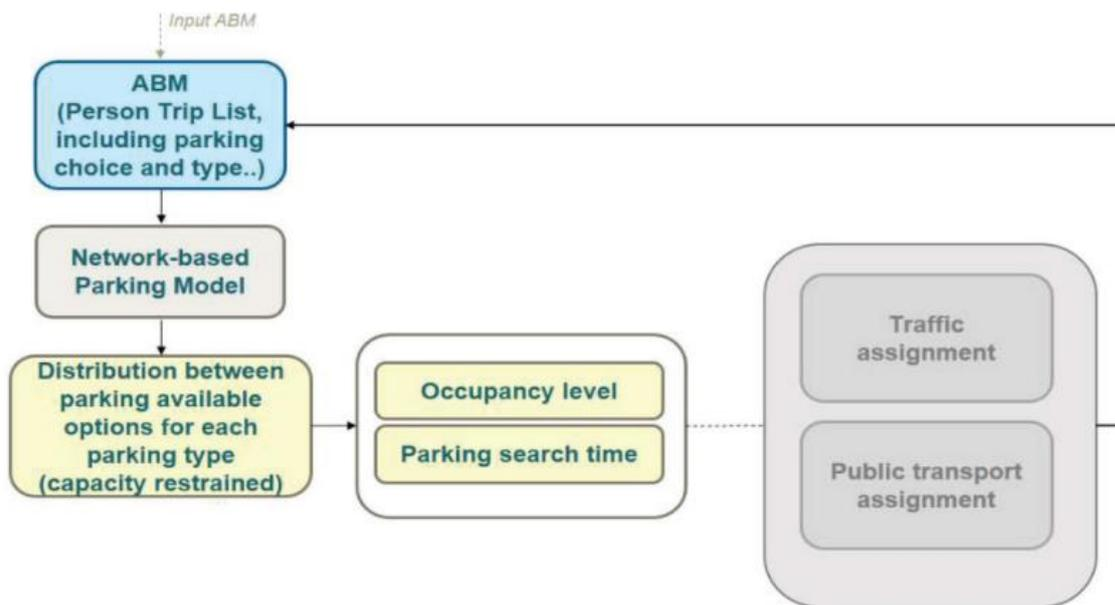 Input ABM
ABM
(Person Trip List,
including parking
choice and type..)
Network-based
Parking Model
Distribution between
parking available
options for each
parking type
(capacity restrained)
Occupancy level
Parking search time
Traffic
assignment
Public transport
assignment